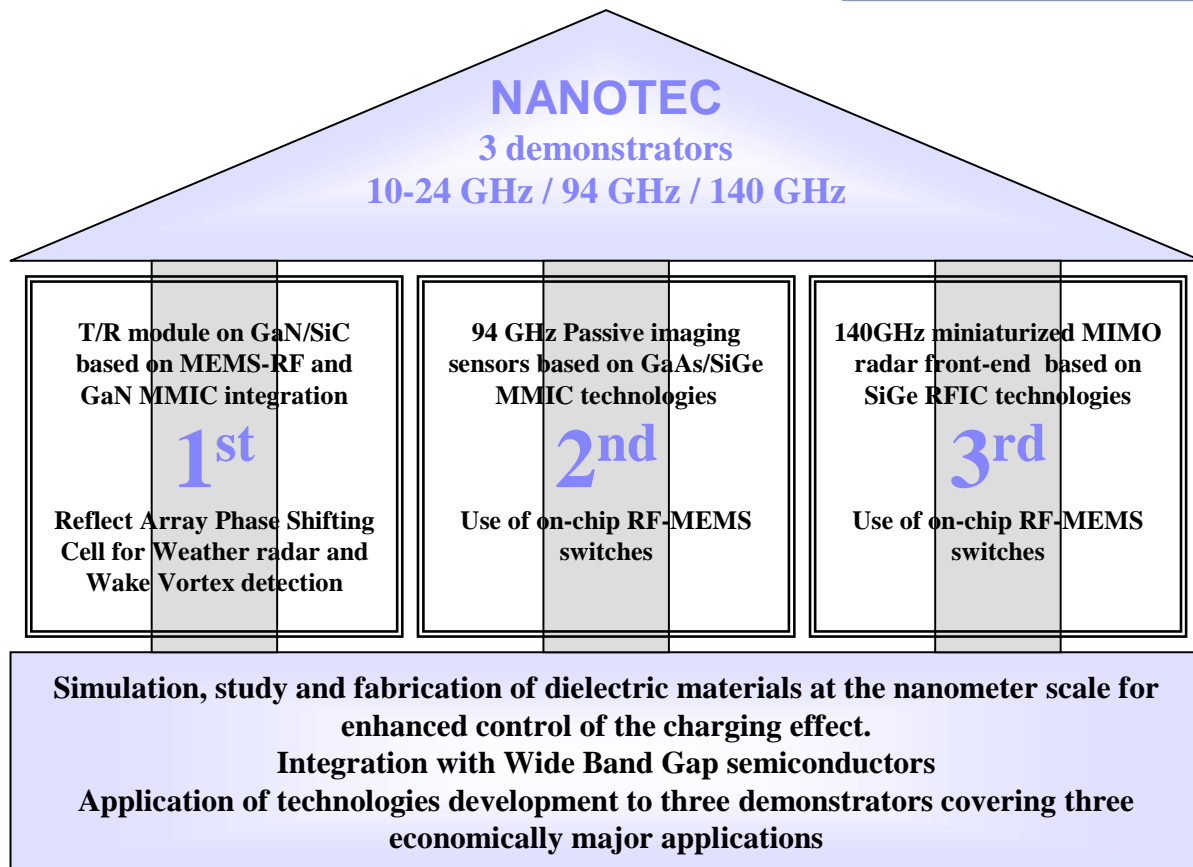 NANOTEC
3 demonstrators
10-24 GHz / 94 GHz / 140 GHz
T/R module on GaN/SiC
based on MEMS-RF and
GaN MMIC integration
1st
Reflect Array Phase Shifting
Cell for Weather radar and
Wake Vortex detection
94 GHz Passive imaging
sensors based on GaAs/SiGe
MMIC technologies
2nd
Use of on-chip RF-MEMS
switches
140GHz miniaturized MIMO
radar front-end based on
SiGe RFIC technologies
3rd
Use of on-chip RF-MEMS
switches
Simulation, study and fabrication of dielectric materials at the nanometer scale for
enhanced control of the charging effect.
Integration with Wide Band Gap semiconductors
Application of technologies development to three demonstrators covering three
economically major applications